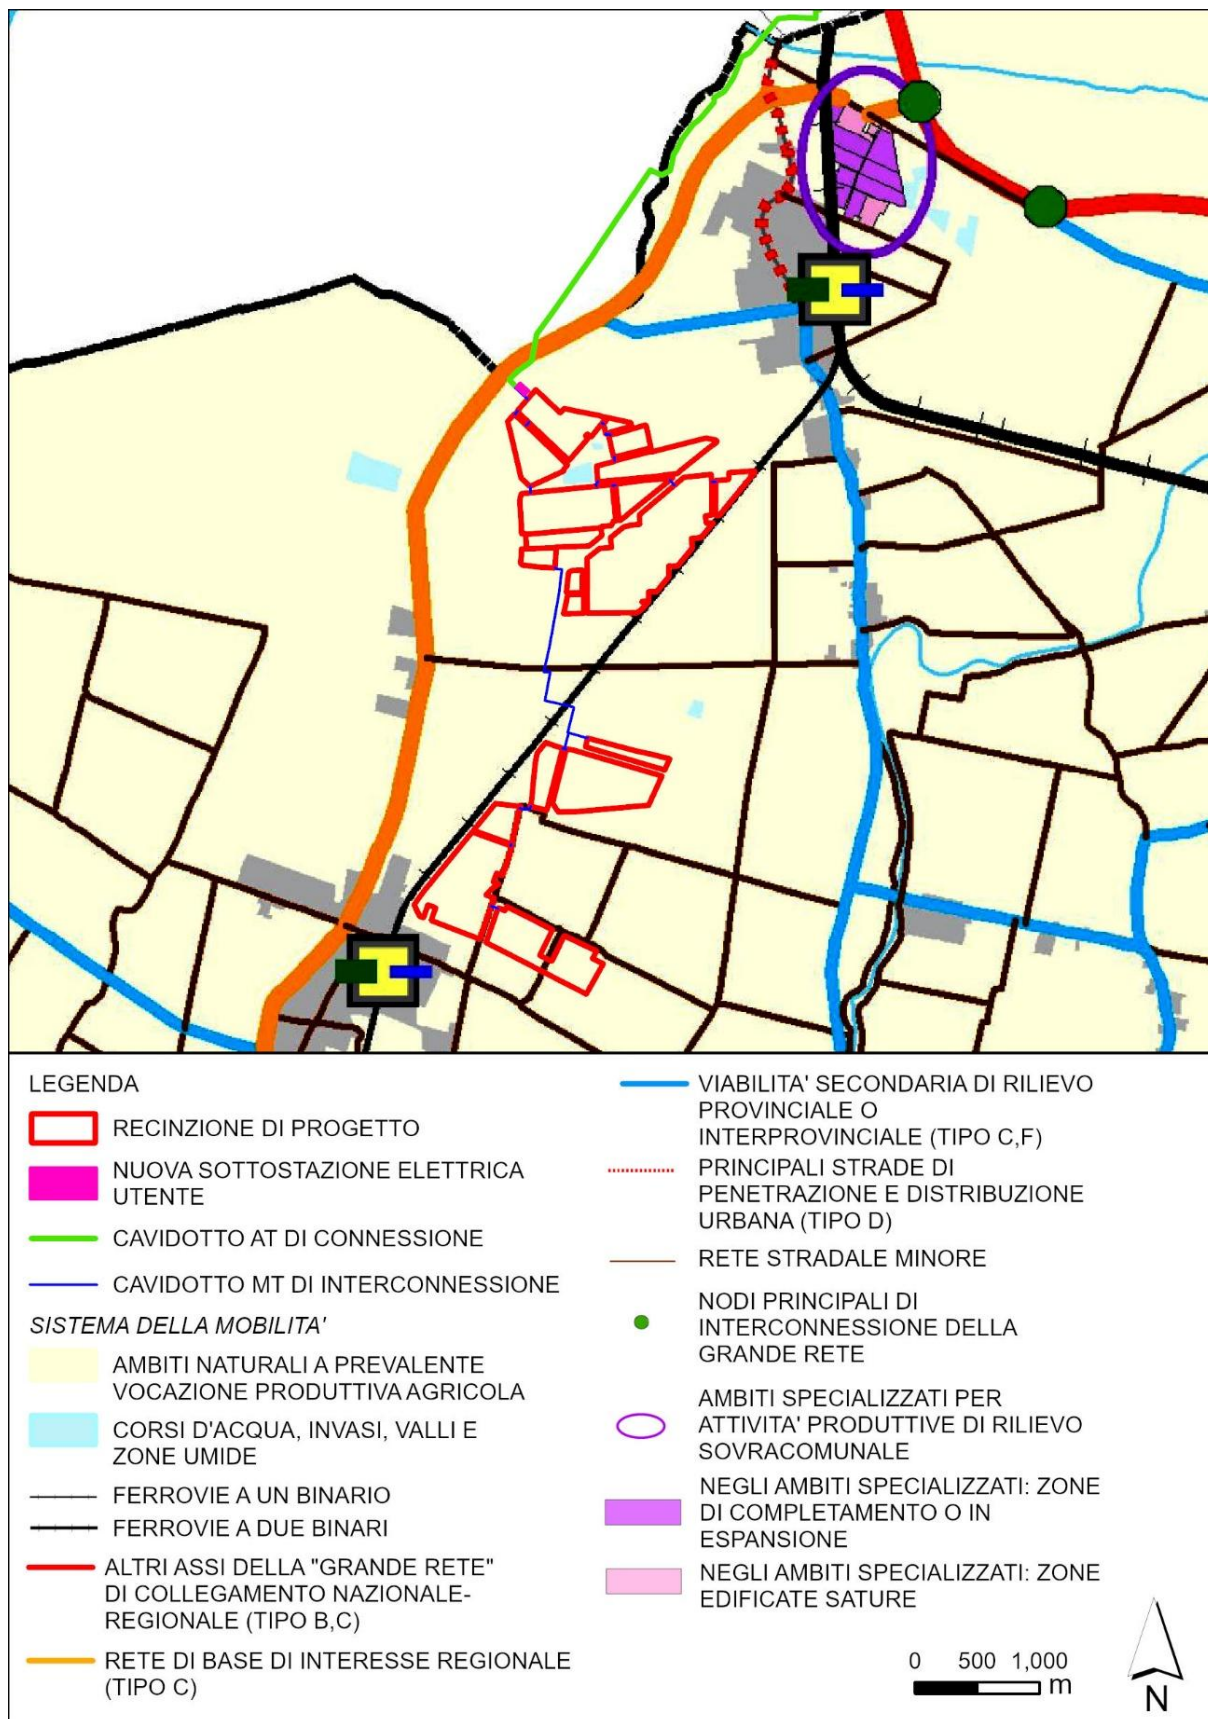 LEGENDA
RECINZIONE DI PROGETTO
NUOVA SOTTOSTAZIONE ELETTRICA
UTENTE
CAVIDOTTO AT DI CONNESSIONE
CAVIDOTTO MT DI INTERCONNESSIONE
SISTEMA DELLA MOBILITA'
AMBITI NATURALI A PREVALENTE
VOCAZIONE PRODUTTIVA AGRICOLA
CORSI D'ACQUA, INVASI, VALLI E
ZONE UMIDE
FERROVIE A UN BINARIO
FERROVIE A DUE BINARI
ALTRI ASSI DELLA "GRANDE RETE"
DI COLLEGAMENTO NAZIONALE-
REGIONALE (TIPO B,C)
RETE DI BASE DI INTERESSE REGIONALE
(TIPO C)
VIABILITA' SECONDARIA DI RILIEVO
PROVINCIALE O
INTERPROVINCIALE (TIPO C,F)
PRINCIPALI STRADE DI
PENETRAZIONE E DISTRIBUZIONE
URBANA (TIPO D)
RETE STRADALE MINORE
NODI PRINCIPALI DI
INTERCONNESSIONE DELLA
GRANDE RETE
AMBITI SPECIALIZZATI PER
ATTIVITA' PRODUTTIVE DI RILIEVO
SOVRACOMUNALE
NEGLI AMBITI SPECIALIZZATI: ZONE
DI COMPLETAMENTO O IN
ESPANSIONE
NEGLI AMBITI SPECIALIZZATI: ZONE
EDIFICATE SATURE
0 500 1,000
m
N